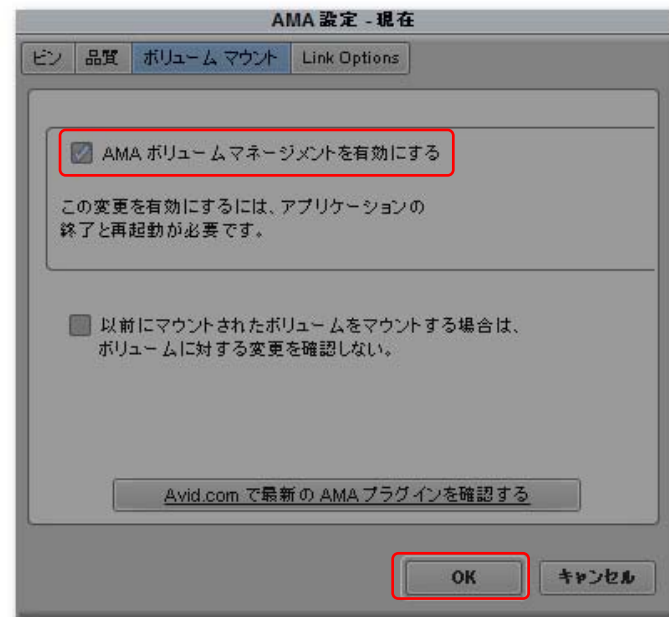 AMA 設定 - 現在
ビン 品質 ボリューム マウント Link Options
AMA ボリュームマネージメントを有効にする
この変更を有効にするには、アプリケーションの
終了と再起動が必要です。
以前にマウントされたボリュームをマウントする場合は、
ボリュームに対する変更を確認しない。
Avid.com で最新の AMA プラグインを確認する
OK キャンセル